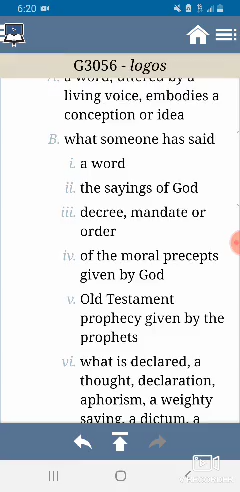 6:20
G3056 - logos
A. a word, uttered by a
living voice, embodies a
conception or idea
B. what someone has said
i. a word
ii. the sayings of God
iii. decree, mandate or
order
iv. of the moral precepts
given by God
v. Old Testament
prophecy given by the
prophets
vi. what is declared, a
thought, declaration,
aphorism, a weighty
saying, a dictum, a